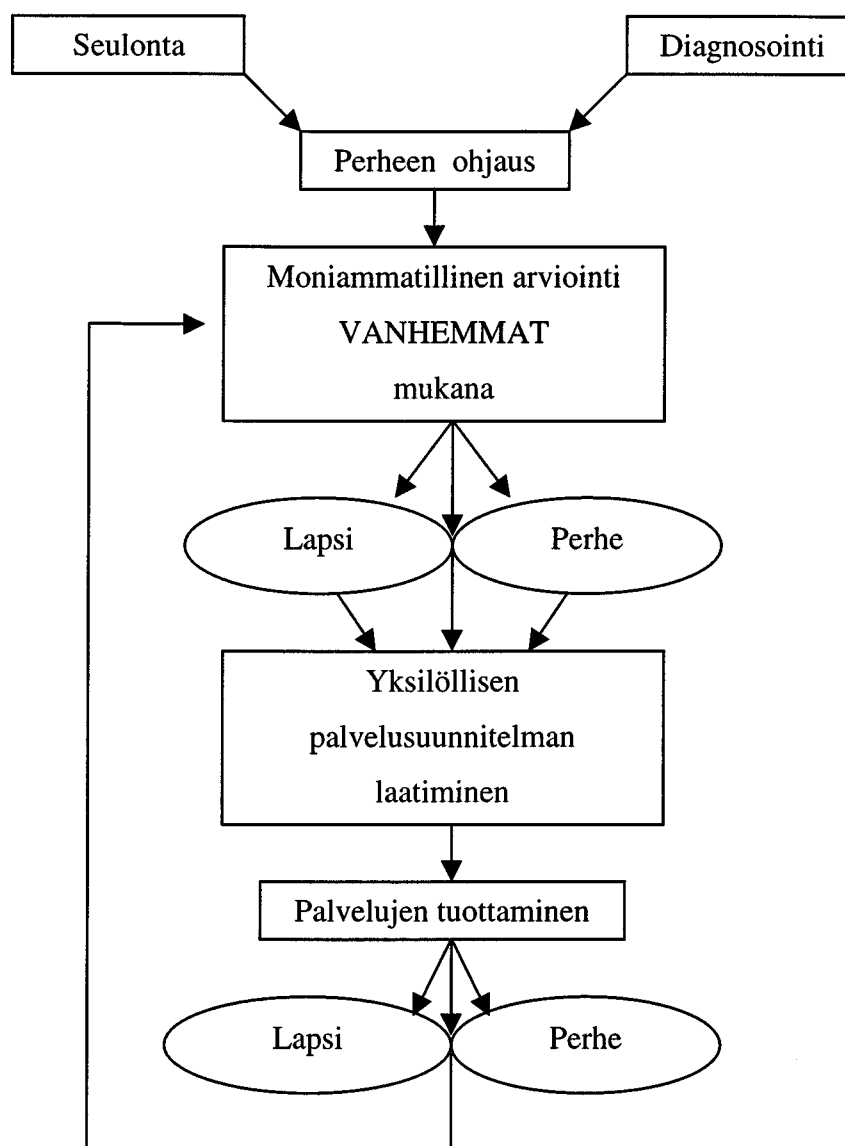 Seulonta
Diagnosointi
Perheen ohjaus
Moniammatillinen arviointi
VANHEMMAT
mukana
Lapsi
Perhe
Yksilöllisen
palvelusuunnitelman
laatiminen
Palvelujen tuottaminen
Lapsi
Perhe